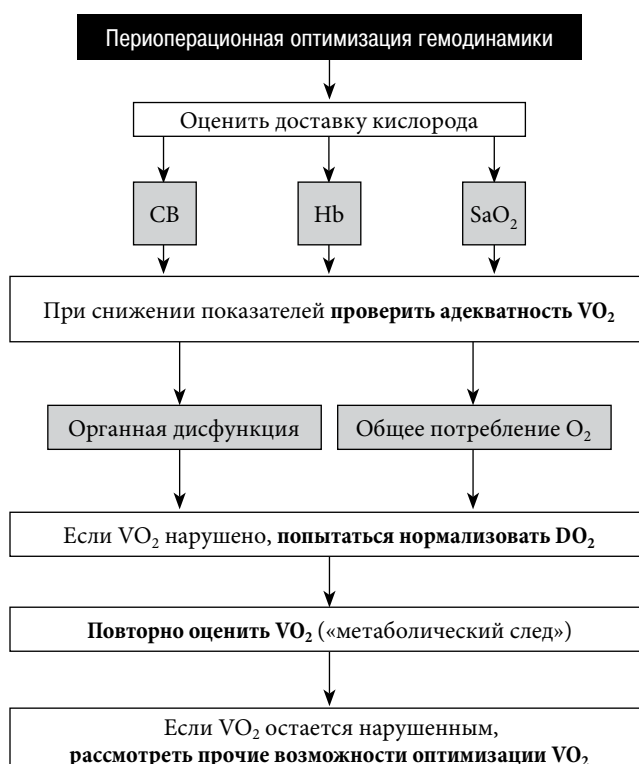 Периоперационная оптимизация гемодинамики
Оценить доставку кислорода
СВ
Hb
SaO₂
При снижении показателей проверить адекватность VO₂
Органная дисфункция
Общее потребление O₂
Если VO₂ нарушено, попытаться нормализовать DO₂
Повторно оценить VO₂ («метаболический след»)
Если VO₂ остается нарушенным,
рассмотреть прочие возможности оптимизации VO₂